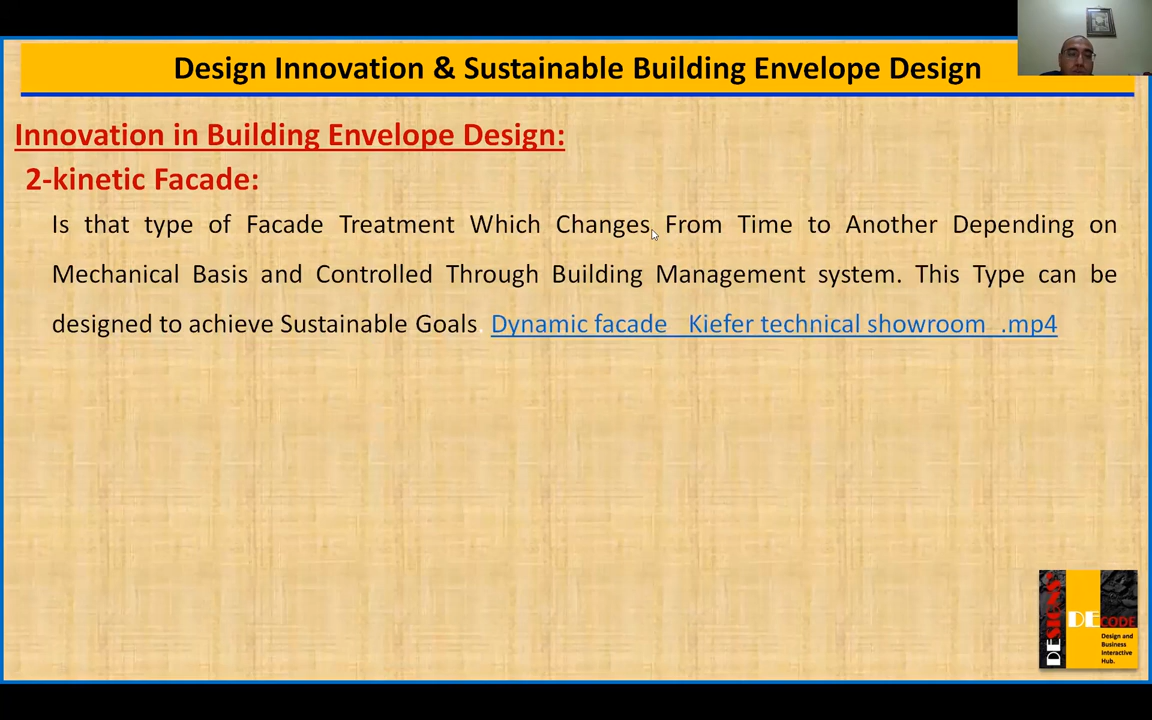 Design Innovation & Sustainable Building Envelope Design
Innovation in Building Envelope Design:
2-kinetic Facade:
Is that type of Facade Treatment Which Changes From Time to Another Depending on
Mechanical Basis and Controlled Through Building Management system. This Type can be
designed to achieve Sustainable Goals. Dynamic facade _ Kiefer technical showroom _.mp4
DESIGNS
DECODE
Design and
Business
Interactive
Hub.